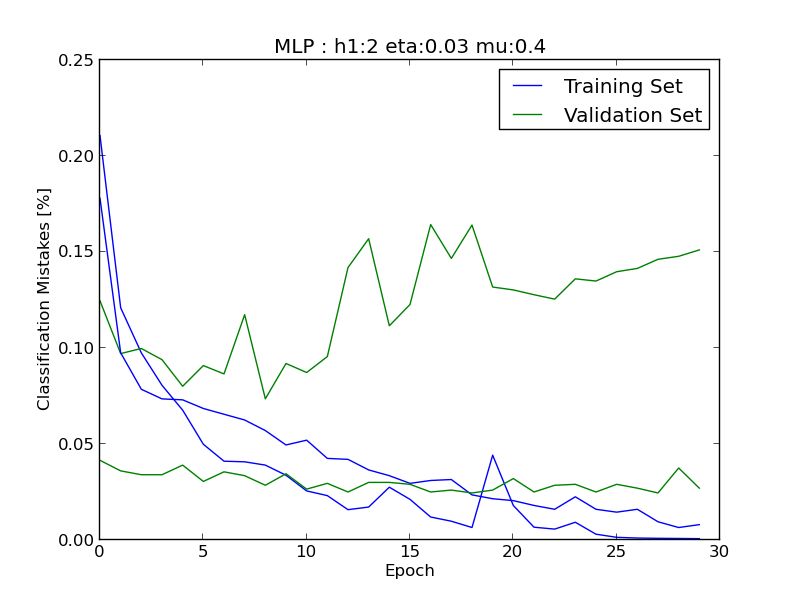 MLP : h1:2 eta:0.03 mu:0.4
0.25
Training Set
Validation Set
0.20
0.15
0.10
0.05
0.00
Classification Mistakes [%]
0 5 10 15 20 25 30
Epoch